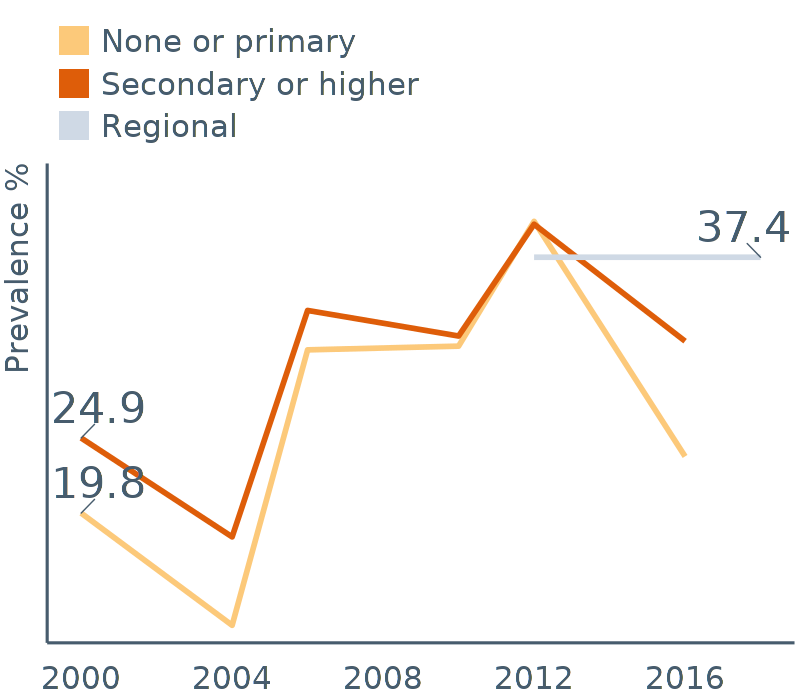 None or primary
Secondary or higher
Regional
Prevalence %
37.4
24.9
19.8
2000 2004 2008 2012 2016